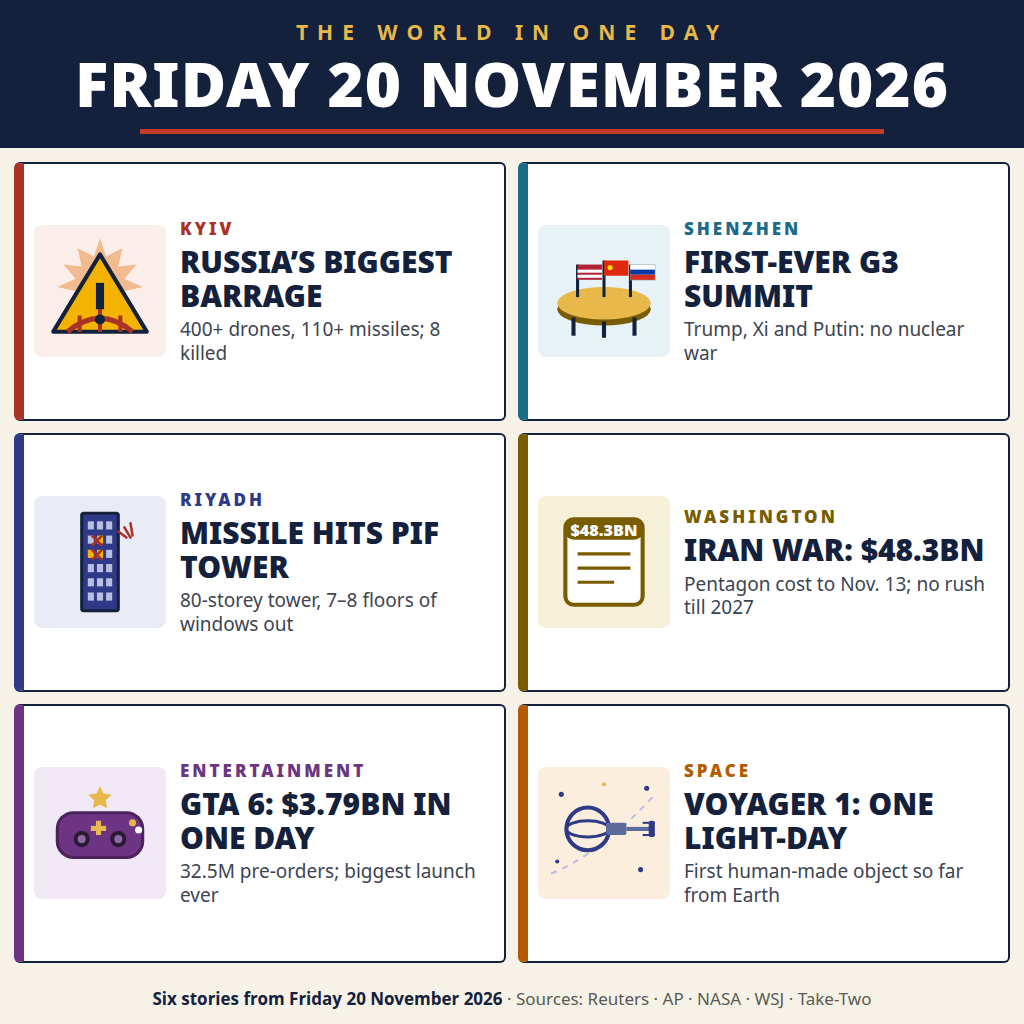 THE WORLD IN ONE DAY
FRIDAY 20 NOVEMBER 2026
KYIV
RUSSIA’S BIGGEST
BARRAGE
400+ drones, 110+ missiles; 8
killed
SHENZHEN
FIRST-EVER G3
SUMMIT
Trump, Xi and Putin: no nuclear
war
RIYADH
MISSILE HITS PIF
TOWER
80-storey tower, 7–8 floors of
windows out
$48.3BN
WASHINGTON
IRAN WAR: $48.3BN
Pentagon cost to Nov. 13; no rush
till 2027
ENTERTAINMENT
GTA 6: $3.79BN IN
ONE DAY
32.5M pre-orders; biggest launch
ever
SPACE
VOYAGER 1: ONE
LIGHT-DAY
First human-made object so far
from Earth
Six stories from Friday 20 November 2026 · Sources: Reuters · AP · NASA · WSJ · Take-Two